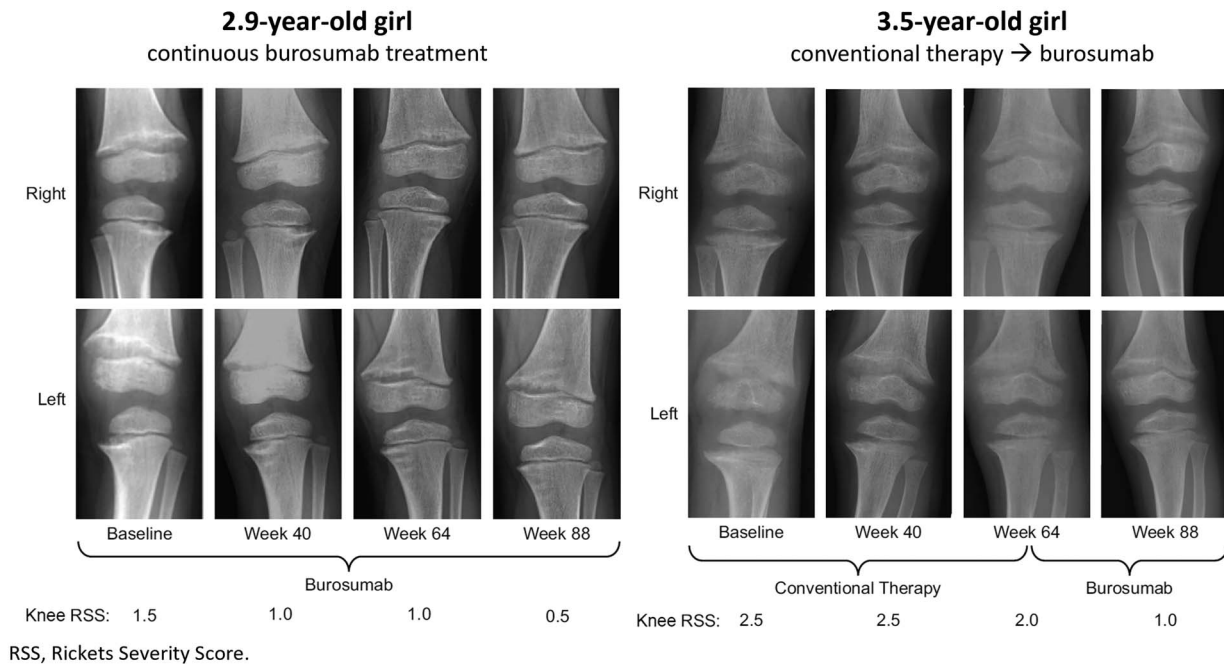 2.9-year-old girl
continuous burosumab treatment
Right
Left
Baseline Week 40 Week 64 Week 88
Burosumab
Knee RSS: 1.5 1.0 1.0 0.5
3.5-year-old girl
conventional therapy → burosumab
Right
Left
Baseline Week 40 Week 64 Week 88
Conventional Therapy Burosumab
Knee RSS: 2.5 2.5 2.0 1.0
RSS, Rickets Severity Score.